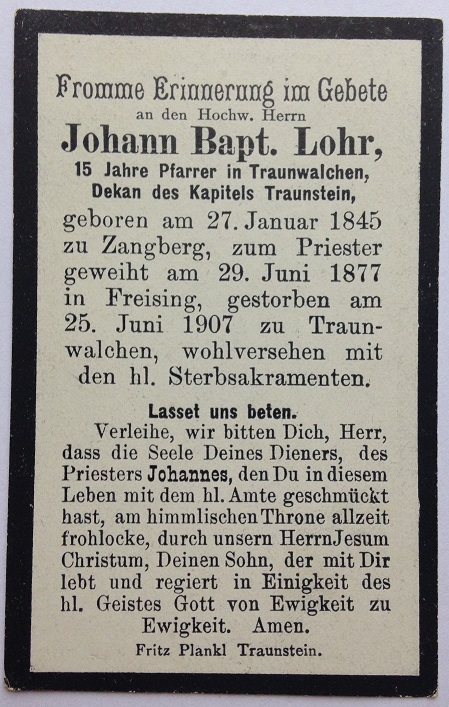 Fromme Erinnerung im Gebete
an den Hochw. Herrn
Johann Bapt. Lohr,
15 Jahre Pfarrer in Traunwalchen,
Dekan des Kapitels Traunstein,
geboren am 27. Januar 1845
zu Zangberg, zum Priester
geweiht am 29. Juni 1877
in Freising, gestorben am
25. Juni 1907 zu Traun-
walchen, wohlversehen mit
den hl. Sterbsakramenten.
Lasset uns beten.
Verleihe, wir bitten Dich, Herr,
dass die Seele Deines Dieners, des
Priesters Johannes, den Du in diesem
Leben mit dem hl. Amte geschmückt
hast, am himmlischen Throne allzeit
frohlocke, durch unsern Herrn Jesum
Christum, Deinen Sohn, der mit Dir
lebt und regiert in Einigkeit des
hl. Geistes Gott von Ewigkeit zu
Ewigkeit. Amen.
Fritz Plankl Traunstein.